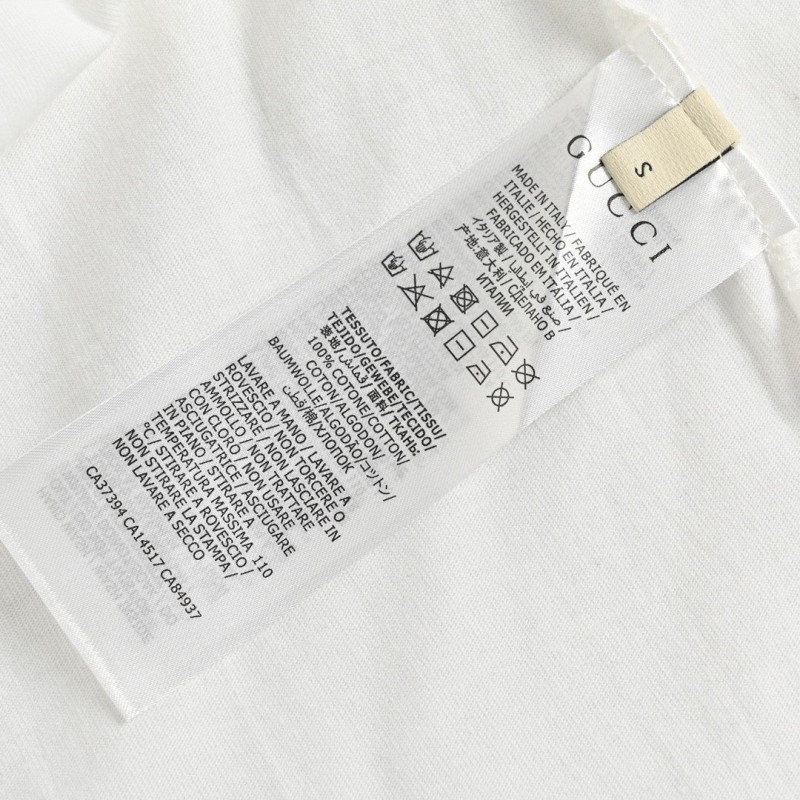 S
GUCCI
MADE IN ITALY / FABRIQUÉ EN
ITALIE / HECHO EN ITALIA /
HERGESTELLT IN ITALIEN /
FABRICADO EM ITALIA /
イタリア製 / صنع في إيطاليا /
产地:意大利 / СДЕЛАНО В
ИТАЛИИ
TESSUTO/FABRIC/TISSU/
TEJIDO/GEWEBE/TECIDO/
表地/قماش/面料/ТКАНЬ:
100% COTONE/COTTON/
COTON/ALGODON/
BAUMWOLLE/ALGODÃO/コットン/
قطن/棉/ХЛОПОК
LAVARE A MANO / LAVARE A
ROVESCIO / NON TORCERE O
STRIZZARE / NON LASCIARE IN
AMMOLLO / NON TRATTARE
CON CLORO / NON USARE
ASCIUGATRICE / ASCIUGARE
IN PIANO / STIRARE A
TEMPERATURA MASSIMA 110
°C / STIRARE A ROVESCIO /
NON STIRARE LA STAMPA /
NON LAVARE A SECCO
CA37394 CA14517 CA84937